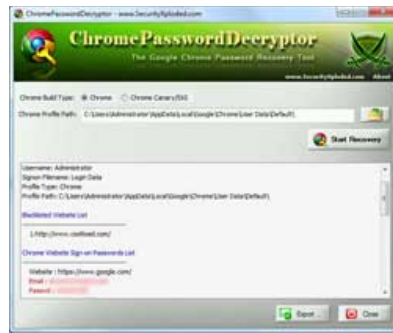 ChromePasswordDecryptor - www.SecurityXploded.com
ChromePasswordDecryptor
The Google Chrome Password Recovery Tool
www.SecurityXploded.com About
Chrome Build Type: Chrome Chrome Canary/SXS
Chrome Profile Path: C:\Users\Administrator\AppData\Local\Google\Chrome\User Data\Default\
Start Recovery
Username: Administrator
Signon Filename: Login Data
Profile Type: Chrome
Profile Path: C:\Users\Administrator\AppData\Local\Google\Chrome\User Data\Default\
Blacklisted Website List
1.http://www.
Chrome Website Sign-on Passwords List
Website : https://www.google.com/
Email :
Passwd :
Export ...
Close